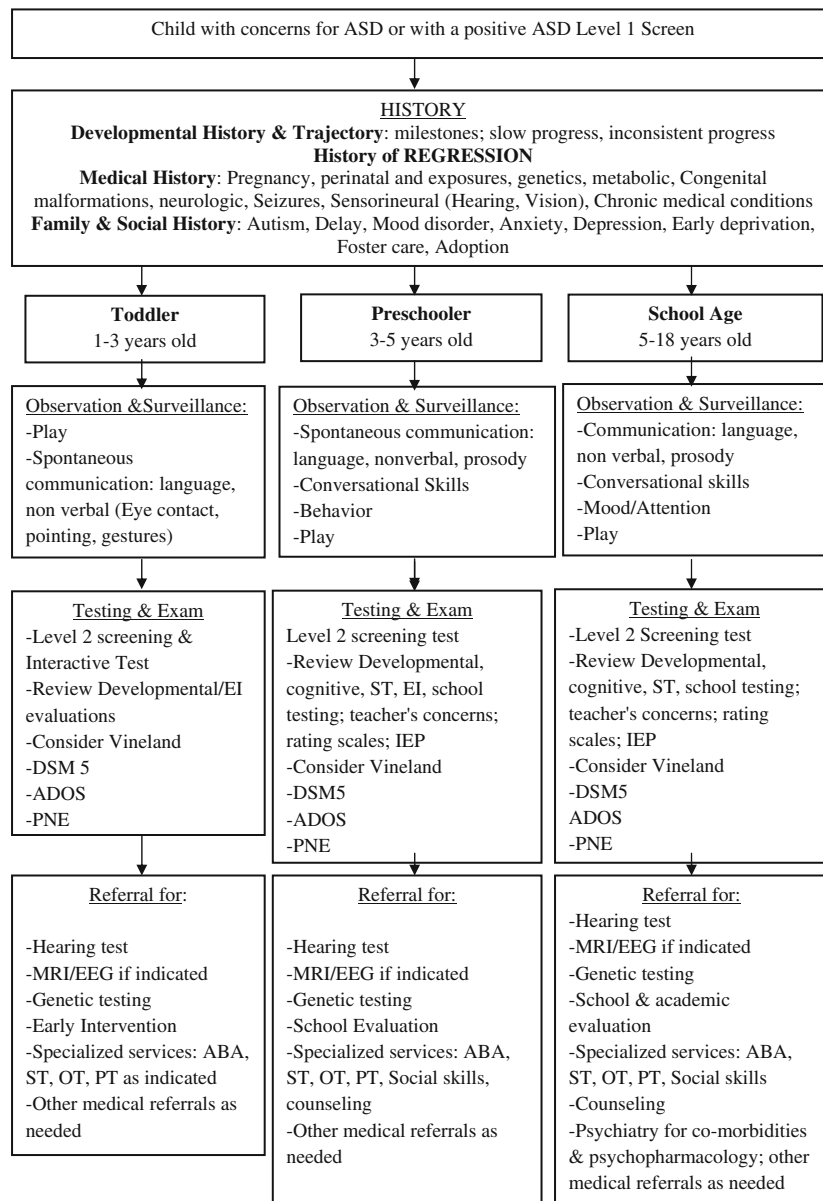 Child with concerns for ASD or with a positive ASD Level 1 Screen
HISTORY
Developmental History & Trajectory: milestones; slow progress, inconsistent progress
History of REGRESSION
Medical History: Pregnancy, perinatal and exposures, genetics, metabolic, Congenital
malformations, neurologic, Seizures, Sensorineural (Hearing, Vision), Chronic medical conditions
Family & Social History: Autism, Delay, Mood disorder, Anxiety, Depression, Early deprivation,
Foster care, Adoption
Toddler
1-3 years old
Observation &Surveillance:
-Play
-Spontaneous
communication: language,
non verbal (Eye contact,
pointing, gestures)
Testing & Exam
-Level 2 screening &
Interactive Test
-Review Developmental/EI
evaluations
-Consider Vineland
-DSM 5
-ADOS
-PNE
Referral for:
-Hearing test
-MRI/EEG if indicated
-Genetic testing
-Early Intervention
-Specialized services: ABA,
ST, OT, PT as indicated
-Other medical referrals as
needed
Preschooler
3-5 years old
Observation & Surveillance:
-Spontaneous communication:
language, nonverbal, prosody
-Conversational Skills
-Behavior
-Play
Testing & Exam
Level 2 screening test
-Review Developmental,
cognitive, ST, EI, school
testing; teacher's concerns;
rating scales; IEP
-Consider Vineland
-DSM5
-ADOS
-PNE
Referral for:
-Hearing test
-MRI/EEG if indicated
-Genetic testing
-School Evaluation
-Specialized services: ABA,
ST, OT, PT, Social skills,
counseling
-Other medical referrals as
needed
School Age
5-18 years old
Observation & Surveillance:
-Communication: language,
non verbal, prosody
-Conversational skills
-Mood/Attention
-Play
Testing & Exam
-Level 2 Screening test
-Review Developmental,
cognitive, ST, school testing;
teacher's concerns; rating
scales; IEP
-Consider Vineland
-DSM5
ADOS
-PNE
Referral for:
-Hearing test
-MRI/EEG if indicated
-Genetic testing
-School & academic
evaluation
-Specialized services: ABA,
ST, OT, PT, Social skills
-Counseling
-Psychiatry for co-morbidities
& psychopharmacology; other
medical referrals as needed